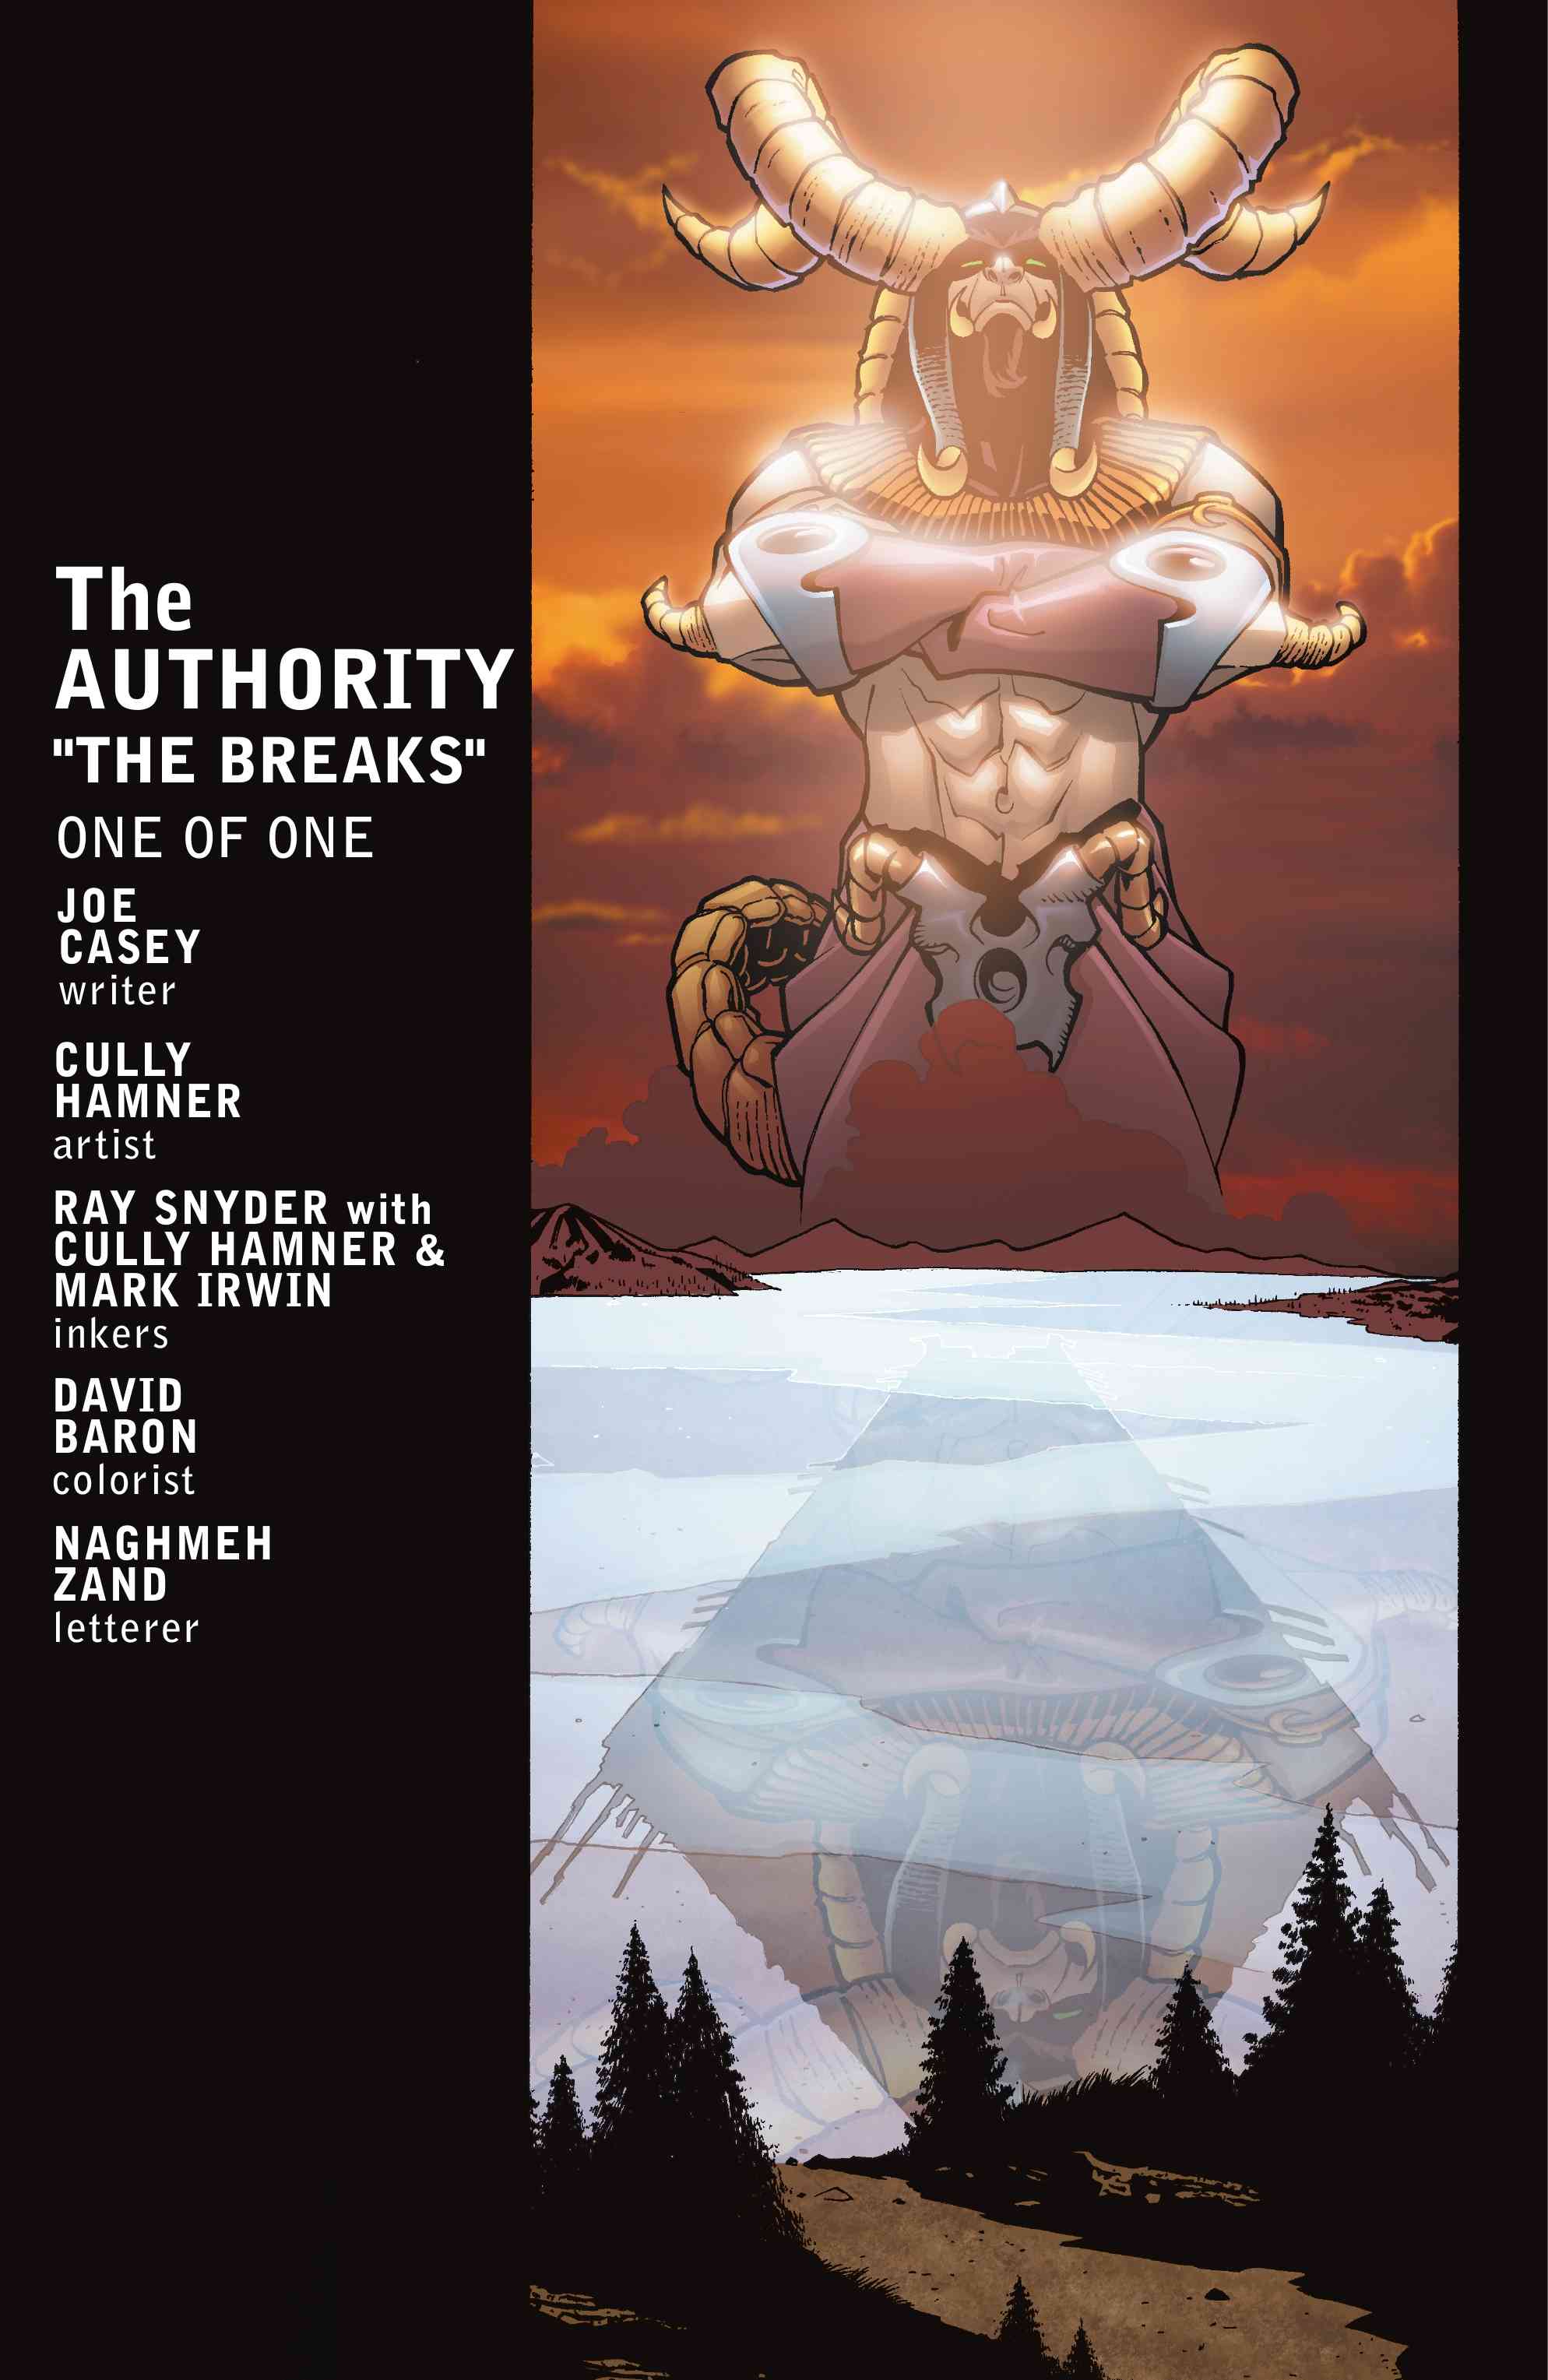 The
AUTHORITY
"THE BREAKS"
ONE OF ONE
JOE
CASEY
writer
CULLY
HAMNER
artist
RAY SNYDER with
CULLY HAMNER &
MARK IRWIN
inkers
DAVID
BARON
colorist
NAGHMEH
ZAND
letterer